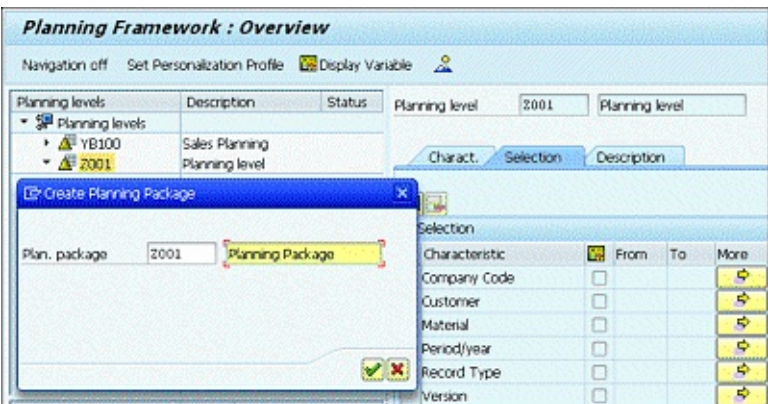 Planning Framework : Overview
Navigation off Set Personalization Profile Display Variable
Planning levels Description Status
Planning levels
YB100 Sales Planning
Z001 Planning level
Planning level Z001 Planning level
Charact. Selection Description
Create Planning Package
Plan. package Z001 Planning Package
Selection
Characteristic From To More
Company Code
Customer
Material
Period/year
Record Type
Version